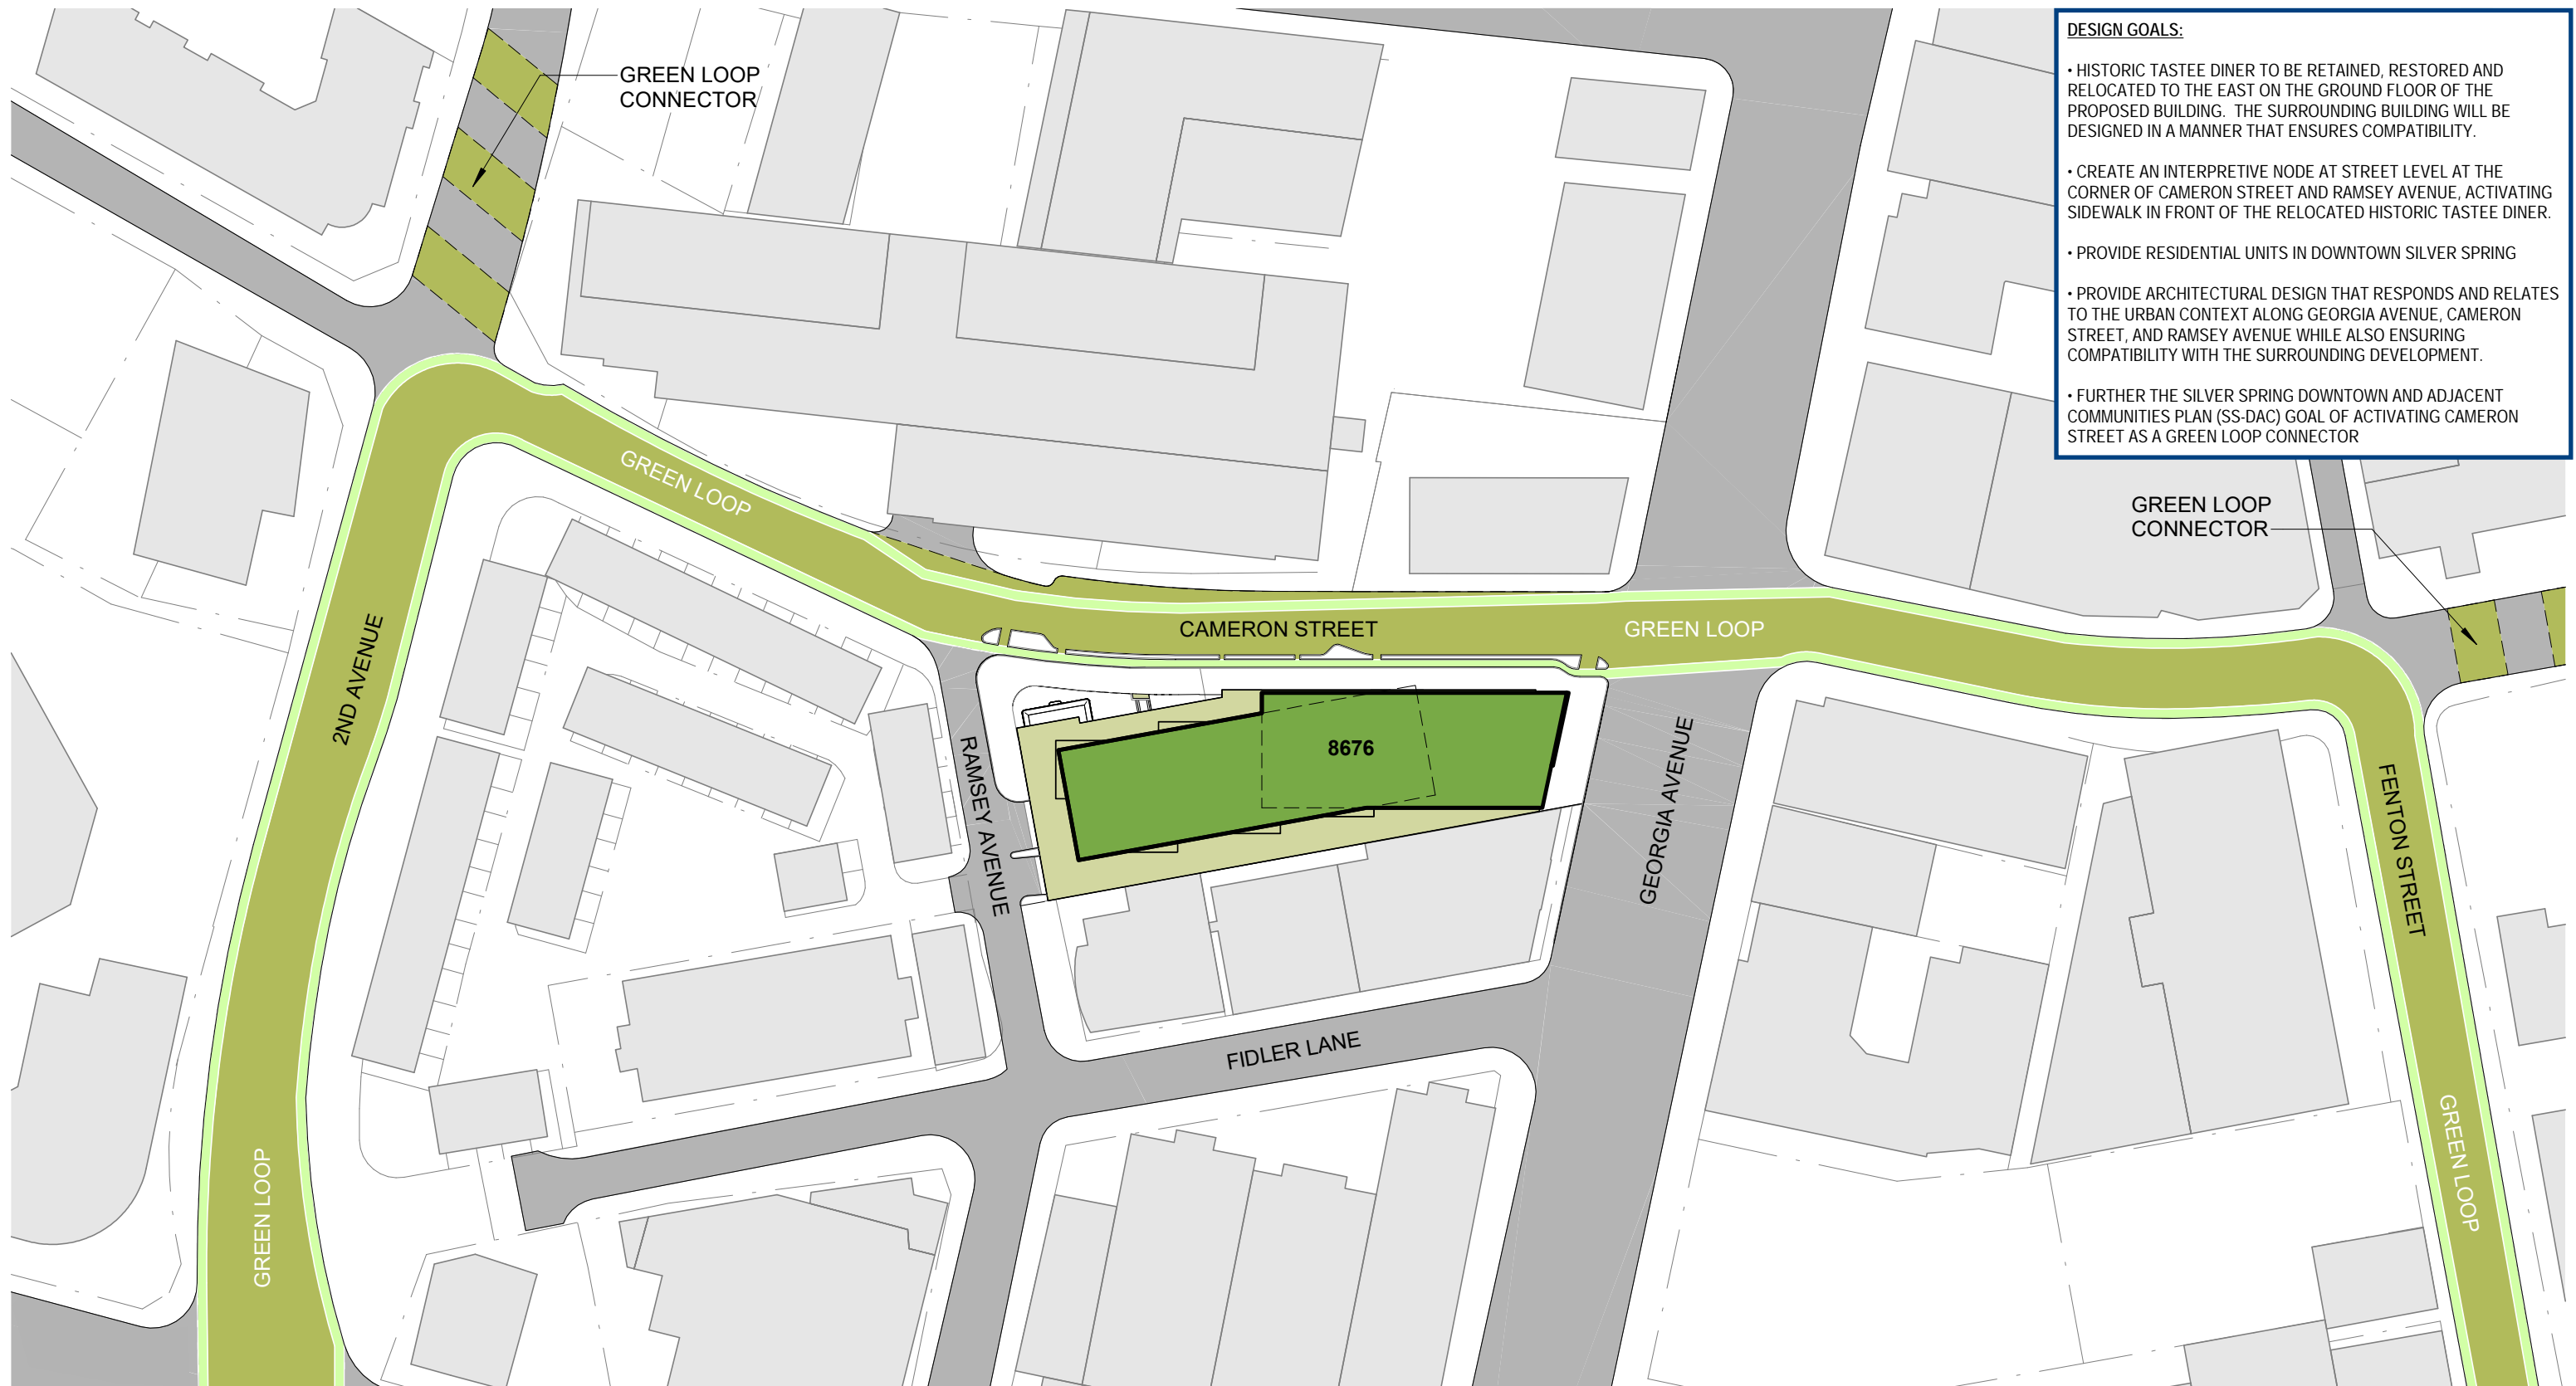 GREEN LOOP
CONNECTOR
DESIGN GOALS:
• HISTORIC TASTEE DINER TO BE RETAINED, RESTORED AND
RELOCATED TO THE EAST ON THE GROUND FLOOR OF THE
PROPOSED BUILDING. THE SURROUNDING BUILDING WILL BE
DESIGNED IN A MANNER THAT ENSURES COMPATIBILITY.
• CREATE AN INTERPRETIVE NODE AT STREET LEVEL AT THE
CORNER OF CAMERON STREET AND RAMSEY AVENUE, ACTIVATING
SIDEWALK IN FRONT OF THE RELOCATED HISTORIC TASTEE DINER.
• PROVIDE RESIDENTIAL UNITS IN DOWNTOWN SILVER SPRING
• PROVIDE ARCHITECTURAL DESIGN THAT RESPONDS AND RELATES
TO THE URBAN CONTEXT ALONG GEORGIA AVENUE, CAMERON
STREET, AND RAMSEY AVENUE WHILE ALSO ENSURING
COMPATIBILITY WITH THE SURROUNDING DEVELOPMENT.
• FURTHER THE SILVER SPRING DOWNTOWN AND ADJACENT
COMMUNITIES PLAN (SS-DAC) GOAL OF ACTIVATING CAMERON
STREET AS A GREEN LOOP CONNECTOR
GREEN LOOP
GREEN LOOP
CONNECTOR
CAMERON STREET
GREEN LOOP
2ND AVENUE
8676
RAMSEY AVENUE
GEORGIA AVENUE
FENTON STREET
FIDLER LANE
GREEN LOOP
GREEN LOOP